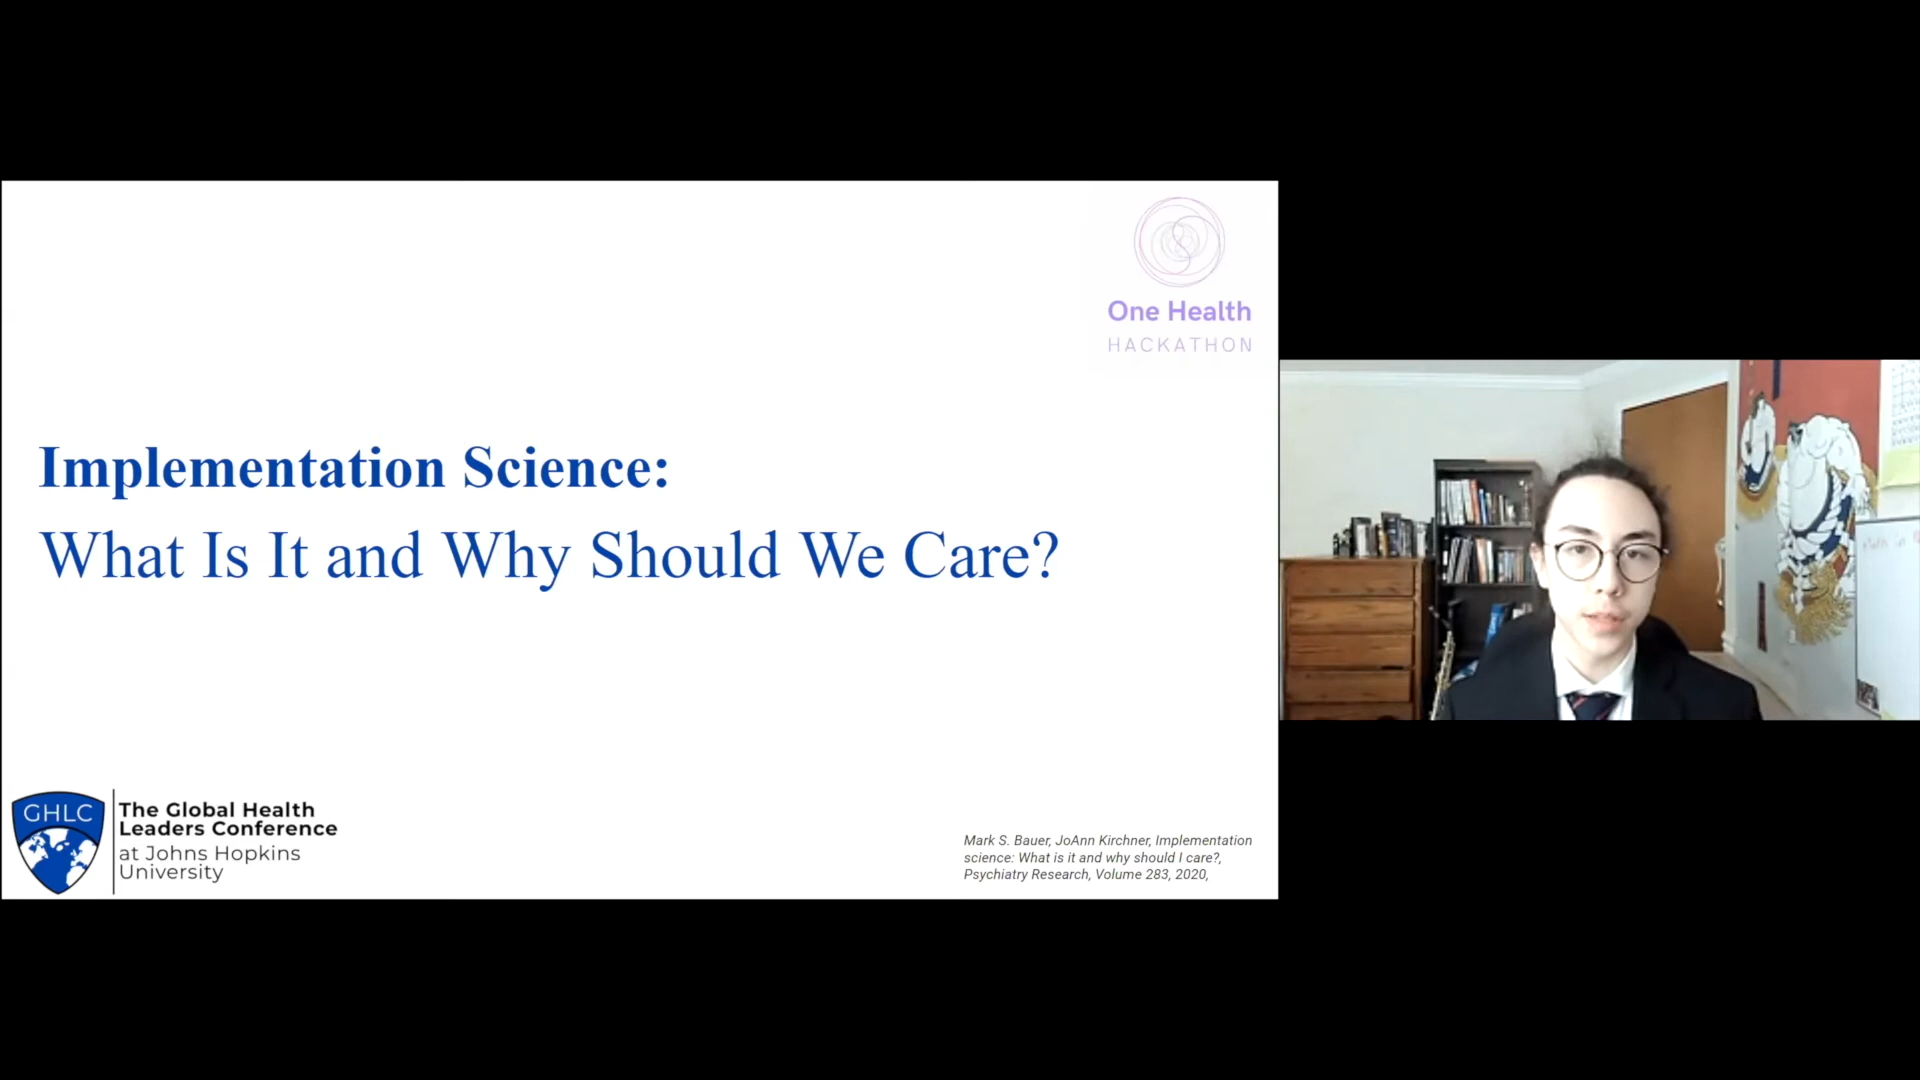 One Health
HACKATHON
Implementation Science:
What Is It and Why Should We Care?
GHLC
The Global Health
Leaders Conference
at Johns Hopkins
University
Mark S. Bauer, JoAnn Kirchner, Implementation
science: What is it and why should I care?,
Psychiatry Research, Volume 283, 2020,